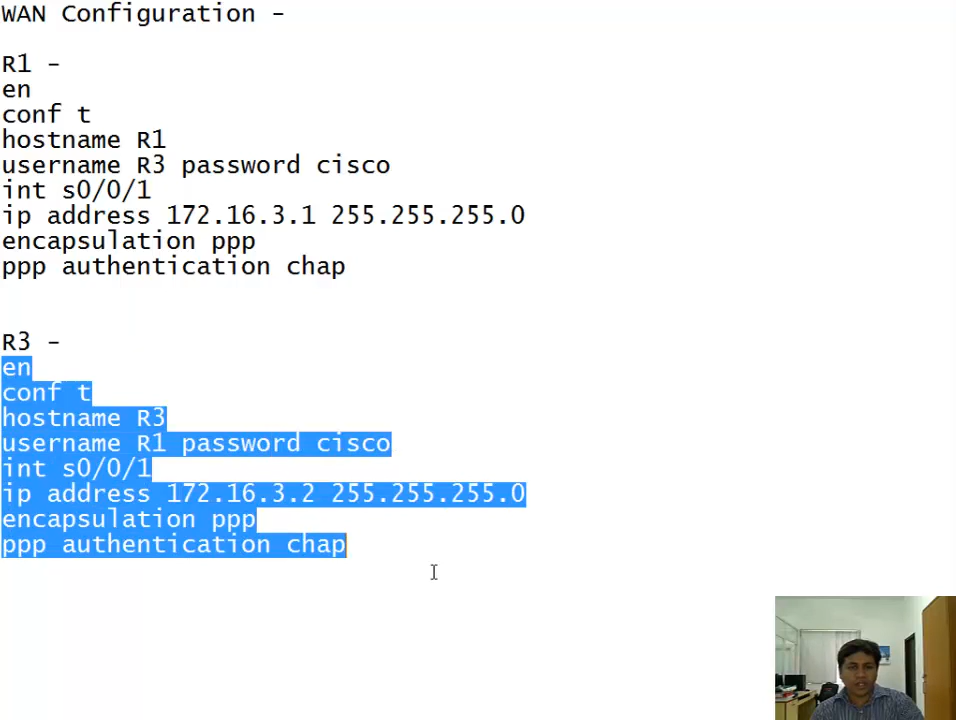 WAN Configuration -
R1 -
en
conf t
hostname R1
username R3 password cisco
int s0/0/1
ip address 172.16.3.1 255.255.255.0
encapsulation ppp
ppp authentication chap
R3 -
en
conf t
hostname R3
username R1 password cisco
int s0/0/1
ip address 172.16.3.2 255.255.255.0
encapsulation ppp
ppp authentication chap